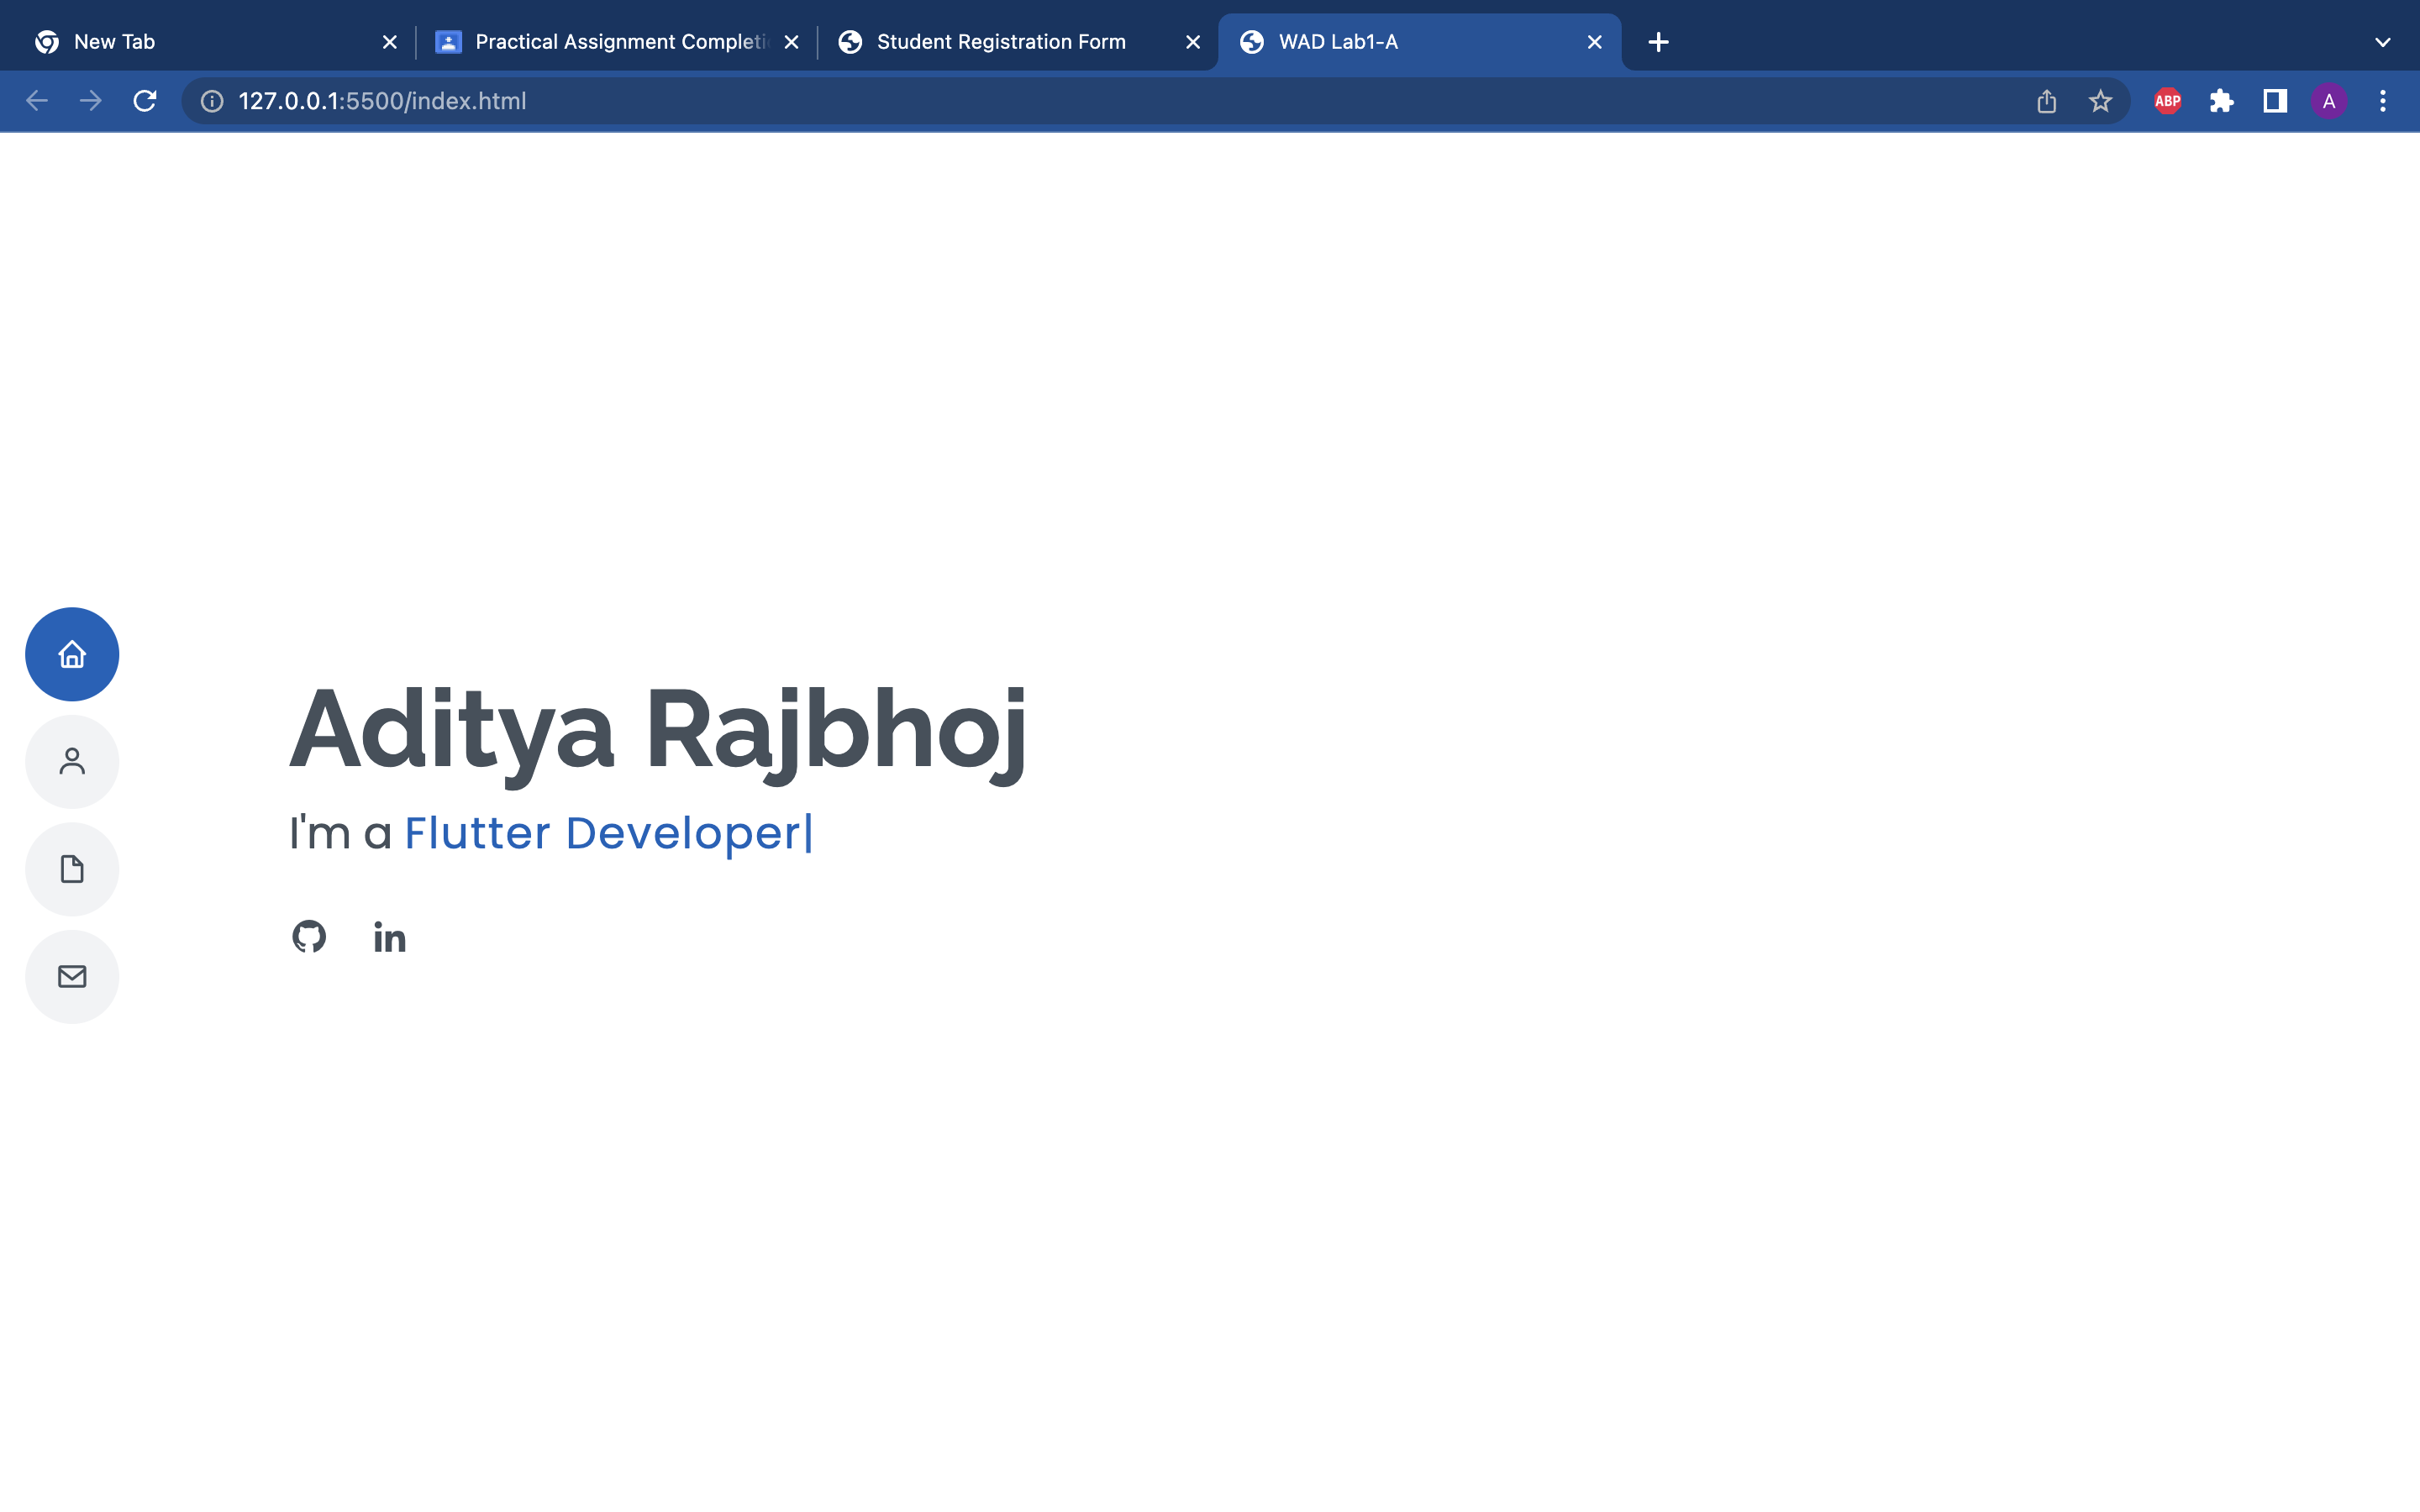 New Tab
Practical Assignment Completi
Student Registration Form
WAD Lab1-A
127.0.0.1:5500/index.html
ABP
A
Aditya Rajbhoj
I'm a Flutter Developer|
in